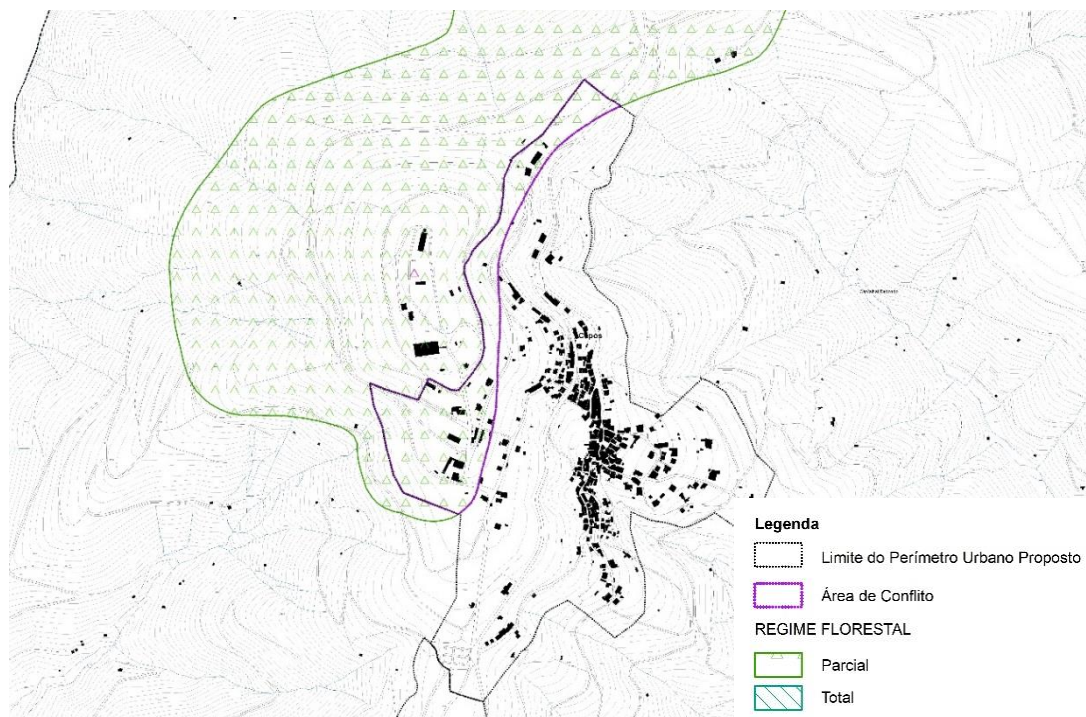 Legenda
Limite do Perímetro Urbano Proposto
Área de Conflito
REGIME FLORESTAL
Parcial
Total